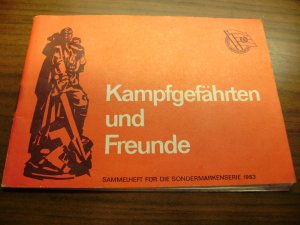 Kampfgefährten
und
Freunde
SAMMELHEFT FÜR DIE SONDERMARKENSERIE 1983